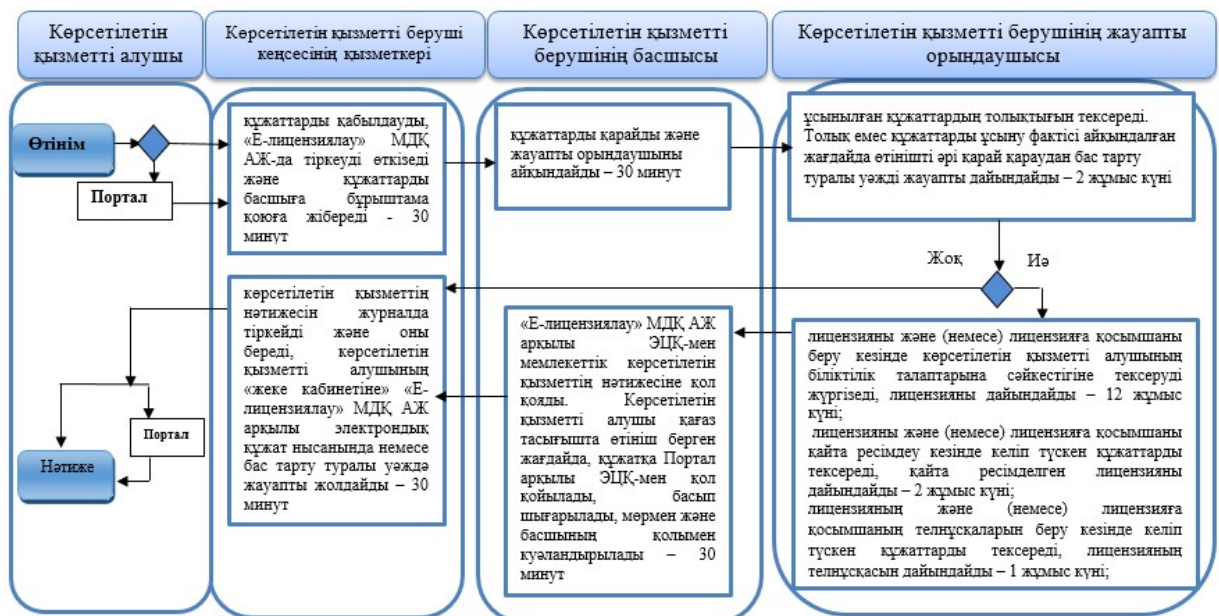 Көрсетілетін
қызметті алушы
Көрсетілетін қызметті беруші
кеңсесінің қызметкері
Көрсетілетін қызметті
берушінің басшысы
Көрсетілетін қызметті берушінің жауапты
орындаушысы
Өтінім
Портал
құжаттарды қабылдауды,
«Е-лицензиялау» МДҚ
АЖ-да тіркеуді өткізеді
және құжаттарды
басшыға бұрыштама
қоюға жібереді - 30
минут
құжаттарды қарайды және
жауапты орындаушыны
айқындайды – 30 минут
ұсынылған құжаттардың толықтығын тексереді.
Толық емес құжаттарды ұсыну фактісі айқындалған
жағдайда өтінішті әрі қарай қараудан бас тарту
туралы уәжді жауапты дайындайды – 2 жұмыс күні
Жоқ
Иә
көрсетілетін қызметтің
нәтижесін журналда
тіркейді және оны
береді, көрсетілетін
қызметті алушының
«жеке кабинетіне» «Е-
лицензиялау» МДҚ АЖ
арқылы электрондық
құжат нысанында немесе
бас тарту туралы уәждә
жауапты жолдайды – 30
минут
Портал
Нәтиже
«Е-лицензиялау» МДҚ АЖ
арқылы ЭЦҚ-мен
мемлекеттік көрсетілетін
қызметтің нәтижесіне қол
қояды. Көрсетілетін
қызметті алушы қағаз
тасығышта өтініш берген
жағдайда, құжатқа Портал
арқылы ЭЦҚ-мен қол
қойылады, басып
шығарылады, мөрмен және
басшының қолымен
куәландырылады – 30
минут
лицензияны және (немесе) лицензияға қосымшаны
беру кезінде көрсетілетін қызметті алушының
біліктілік талаптарына сәйкестігіне тексеруді
жүргізеді, лицензияны дайындайды – 12 жұмыс
күні;
лицензияны және (немесе) лицензияға қосымшаны
қайта ресімдеу кезінде келіп түскен құжаттарды
тексереді, қайта ресімделген лицензияны
дайындайды – 2 жұмыс күні;
лицензияның және (немесе) лицензияға
қосымшаның телнұсқаларын беру кезінде келіп
түскен құжаттарды тексереді, лицензияның
телнұсқасын дайындайды – 1 жұмыс күні;